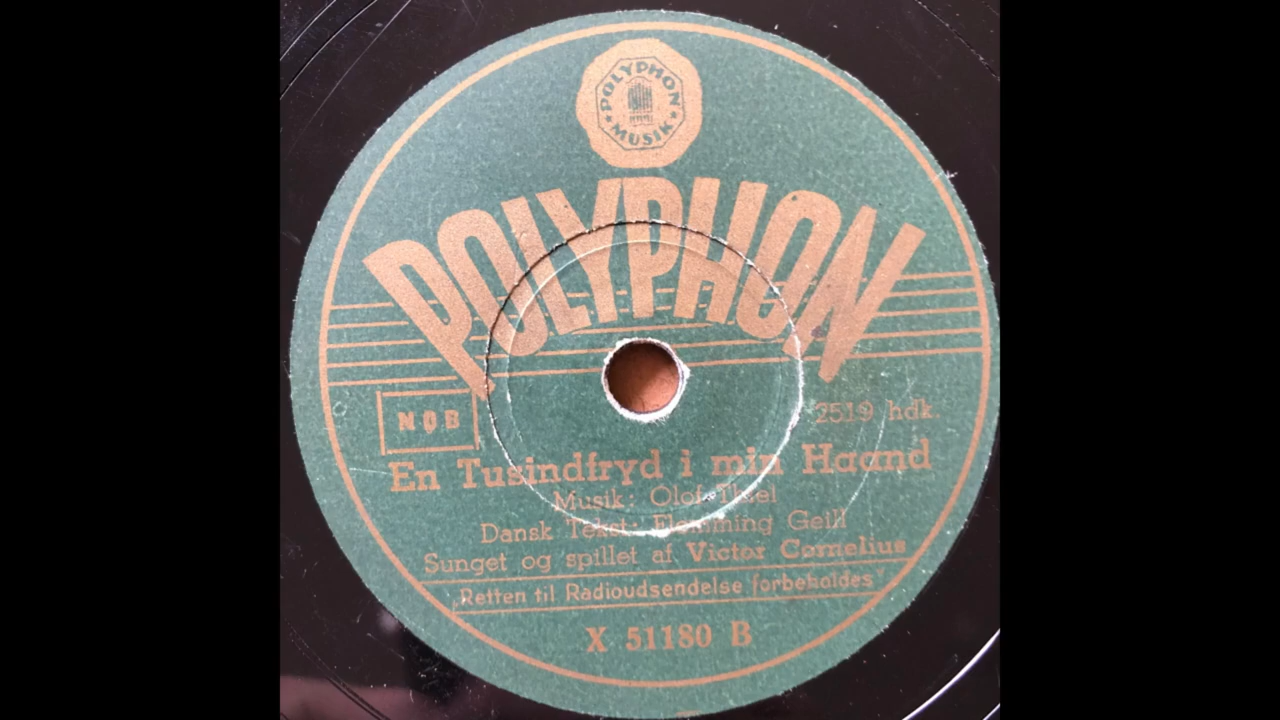 POLYPHON
MUSIK
POLYPHON
NOB
2519 hdk.
En Tusindfryd i min Haand
Musik: Olof Thiel
Dansk Tekst: Flemming Geill
Sunget og spillet af Victor Cornelius
Retten til Radioudsendelse forbeholdes
X 51180 B